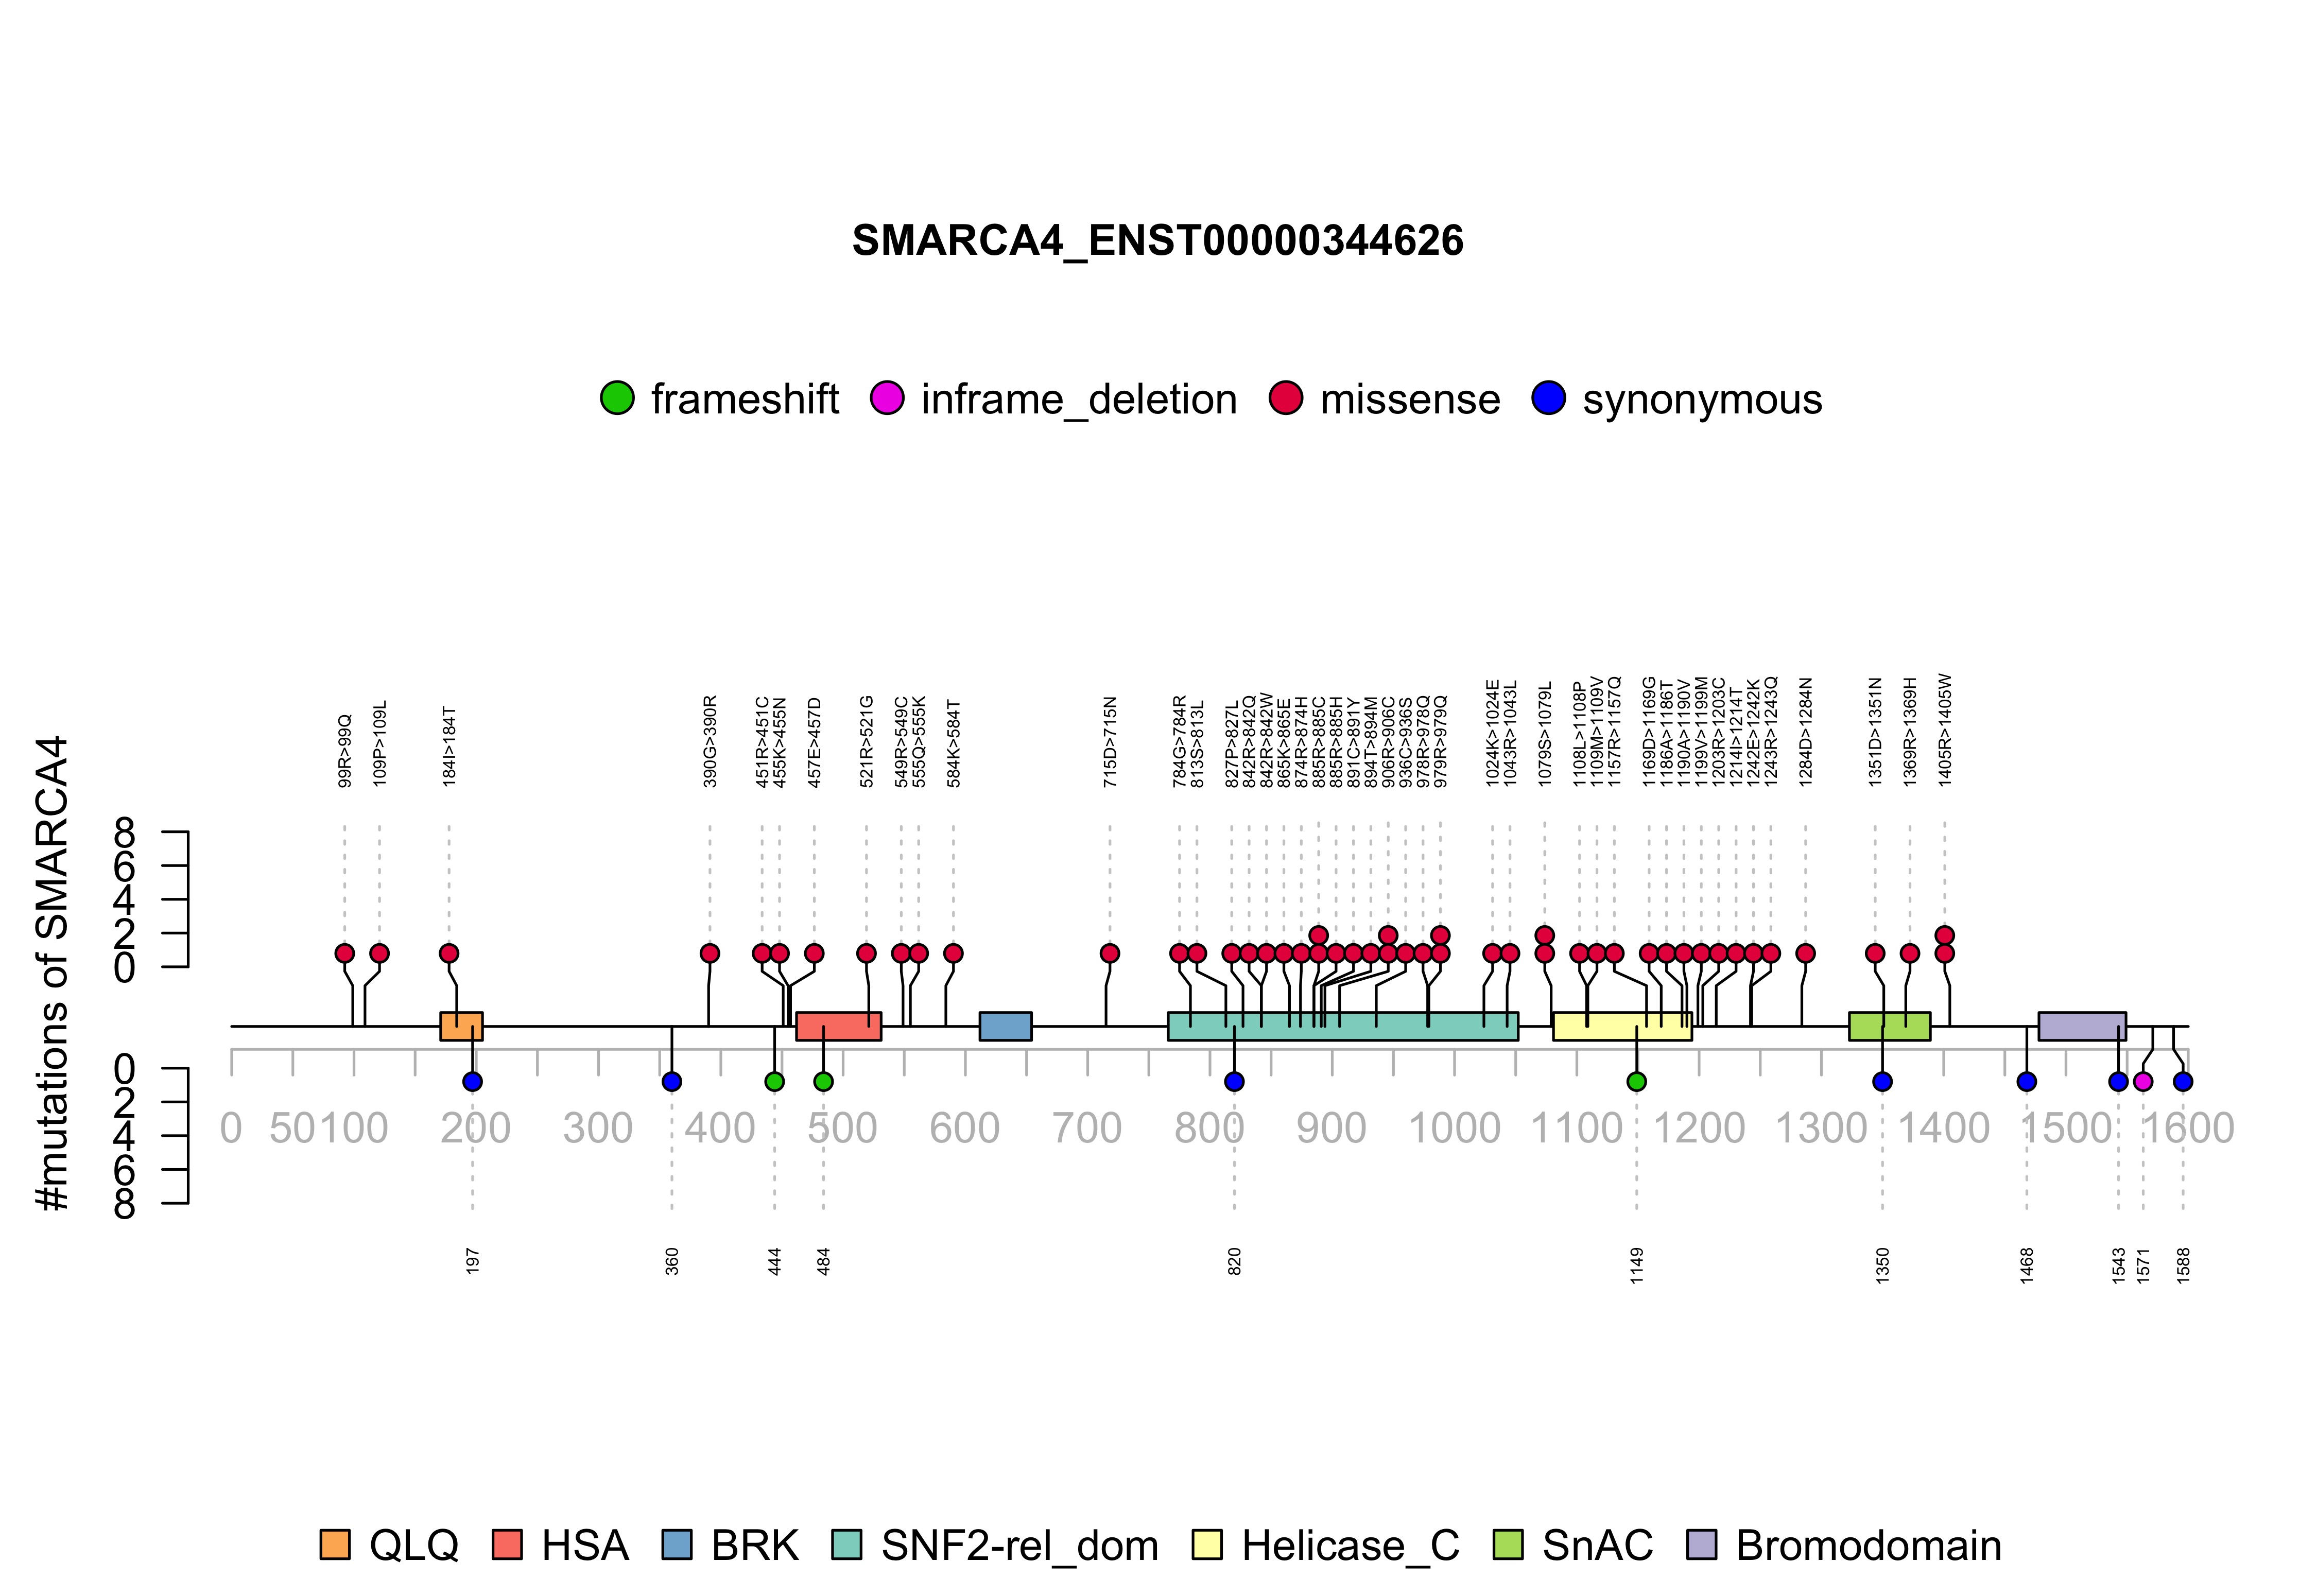 SMARCA4_ENST00000344626
frameshift inframe_deletion missense synonymous
99R>99Q
109P>109L
184I>184T
390G>390R
451R>451C
455K>455N
457E>457D
521R>521G
549R>549C
555Q>555K
584K>584T
715D>715N
784G>784R
813S>813L
827P>827L
842R>842Q
842R>842W
865K>865E
874R>874H
885R>885C
885R>885H
891C>891Y
894T>894M
906R>906C
936C>936S
978R>978Q
979R>979Q
1024K>1024E
1043R>1043L
1079S>1079L
1108L>1108P
1109M>1109V
1157R>1157Q
1169D>1169G
1186A>1186T
1190A>1190V
1199V>1199M
1203R>1203C
1214I>1214T
1242E>1242K
1243R>1243Q
1284D>1284N
1351D>1351N
1369R>1369H
1405R>1405W
#mutations of SMARCA4
8
6
4
2
0
0
2
4
6
8
0 50 100 200 300 400 500 600 700 800 900 1000 1100 1200 1300 1400 1500 1600
197
360
444
484
820
1149
1350
1468
1543
1571
1588
QLQ HSA BRK SNF2-rel_dom Helicase_C SnAC Bromodomain